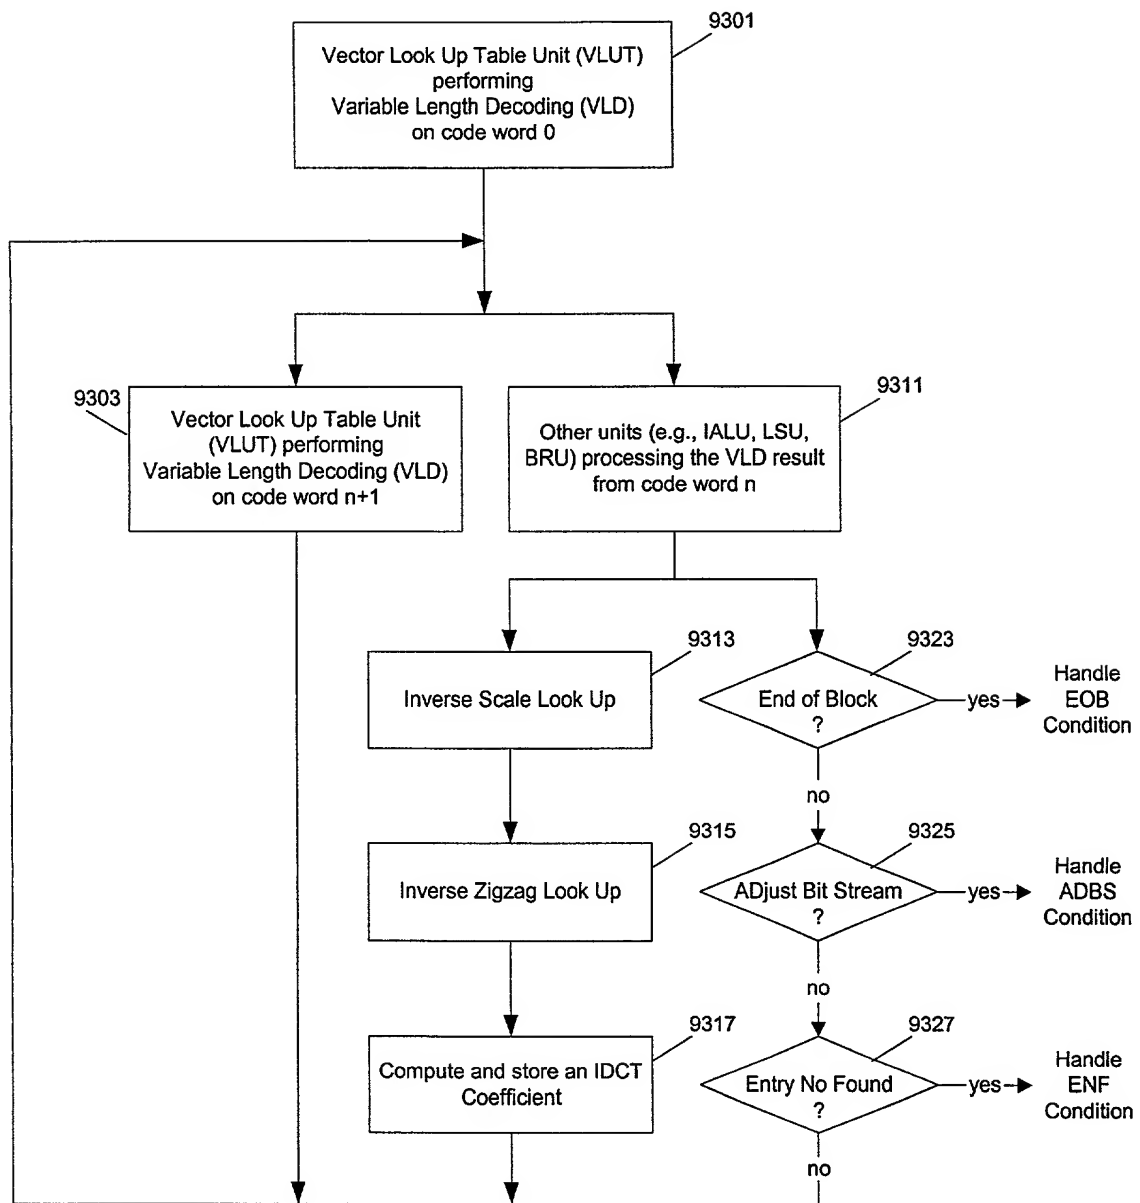 9301
Vector Look Up Table Unit (VLUT)
performing
Variable Length Decoding (VLD)
on code word 0
9303
Vector Look Up Table Unit
(VLUT) performing
Variable Length Decoding (VLD)
on code word n+1
9311
Other units (e.g., IALU, LSU,
BRU) processing the VLD result
from code word n
9313
Inverse Scale Look Up
9323
End of Block
?
yes
Handle
EOB
Condition
no
9315
Inverse Zigzag Look Up
9325
ADjust Bit Stream
?
yes
Handle
ADBS
Condition
no
9317
Compute and store an IDCT
Coefficient
9327
Entry No Found
?
yes
Handle
ENF
Condition
no